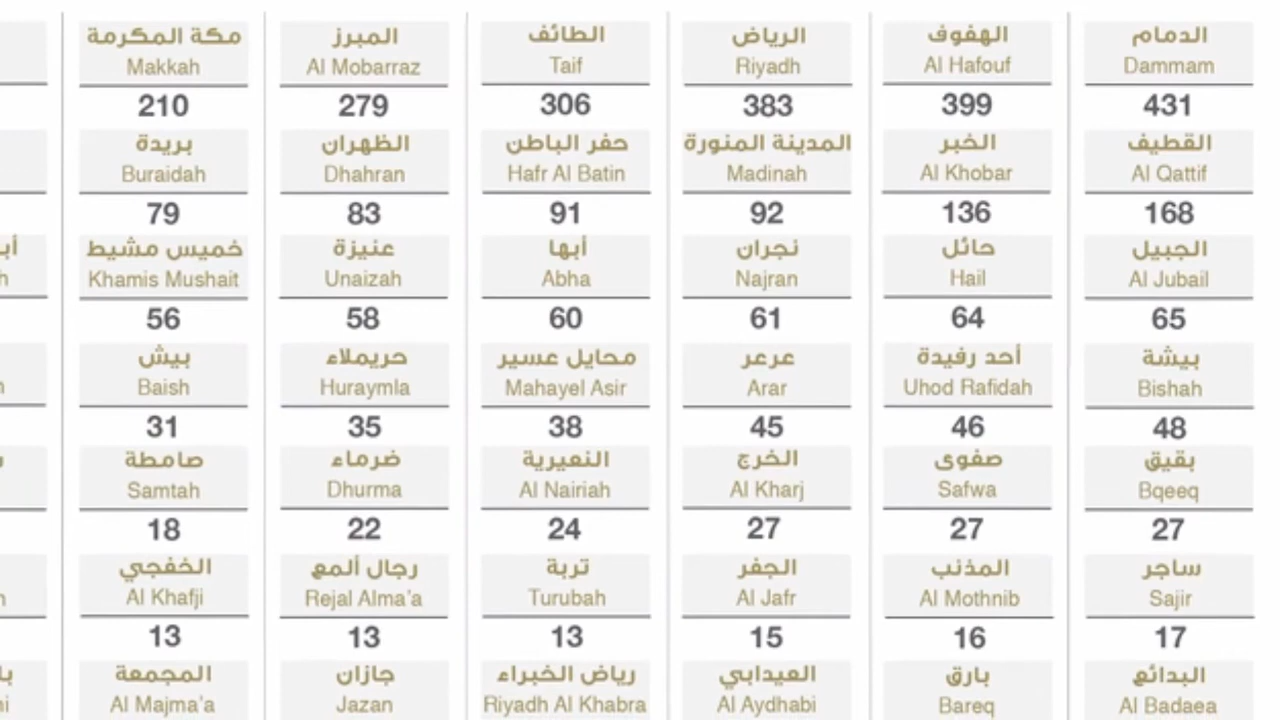 الدمام
Dammam
431
الهفوف
Al Hafouf
399
الرياض
Riyadh
383
الطائف
Taif
306
المبرز
Al Mobarraz
279
مكة المكرمة
Makkah
210
القطيف
Al Qattif
168
الخبر
Al Khobar
136
المدينة المنورة
Madinah
92
حفر الباطن
Hafr Al Batin
91
الظهران
Dhahran
83
بريدة
Buraidah
79
الجبيل
Al Jubail
65
حائل
Hail
64
نجران
Najran
61
أبها
Abha
60
عنيزة
Unaizah
58
خميس مشيط
Khamis Mushait
56
بيشة
Bishah
48
أحد رفيدة
Uhod Rafidah
46
عرعر
Arar
45
محايل عسير
Mahayel Asir
38
حريملاء
Huraymla
35
بيش
Baish
31
بقيق
Bqeeq
27
صفوى
Safwa
27
الخرج
Al Kharj
27
النعيرية
Al Nairiah
24
ضرماء
Dhurma
22
صامطة
Samtah
18
ساجر
Sajir
17
المذنب
Al Mothnib
16
الجفر
Al Jafr
15
تربة
Turubah
13
رجال ألمع
Rejal Alma'a
13
الخفجي
Al Khafji
13
البدائع
Al Badaea
بارق
Bareq
العيدابي
Al Aydhabi
رياض الخبراء
Riyadh Al Khabra
جازان
Jazan
المجمعة
Al Majma'a